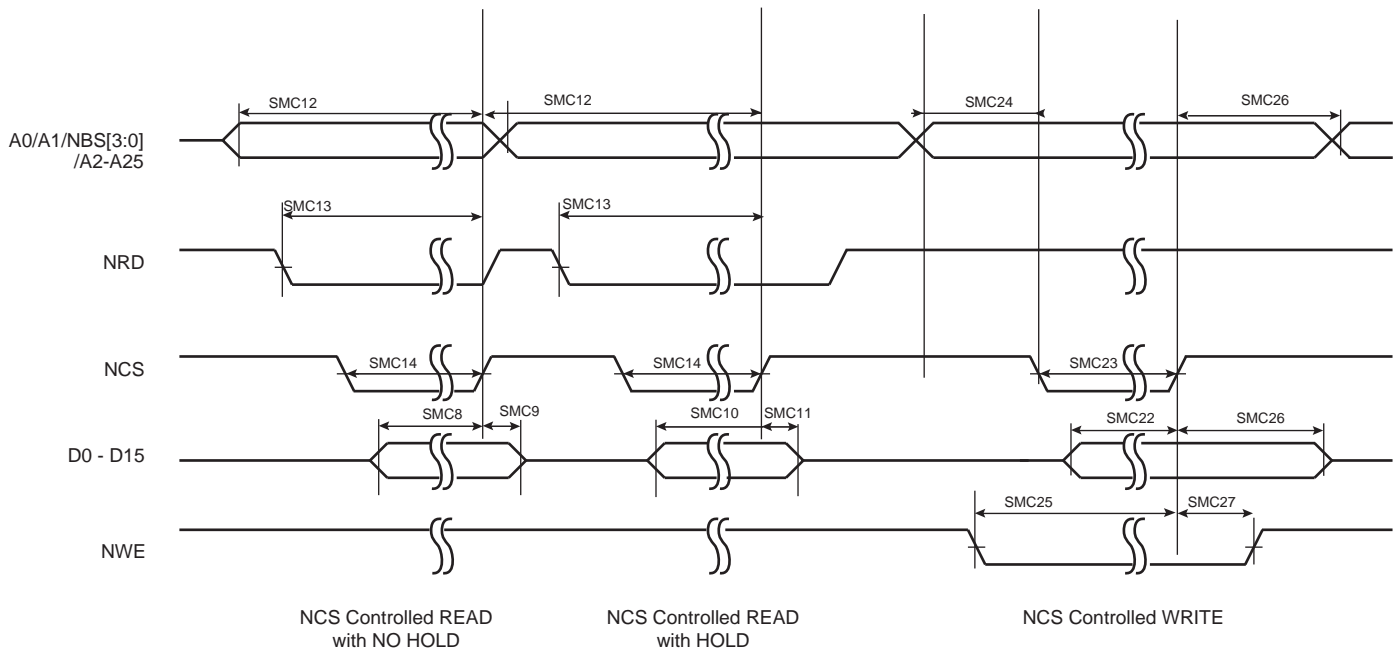 SMC12
SMC12
SMC24
SMC26
A0/A1/NBS[3:0]
/A2-A25
SMC13
SMC13
NRD
NCS
SMC14
SMC14
SMC23
SMC8
SMC9
SMC10
SMC11
SMC22
SMC26
D0 - D15
SMC25
SMC27
NWE
NCS Controlled READ
with NO HOLD
NCS Controlled READ
with HOLD
NCS Controlled WRITE